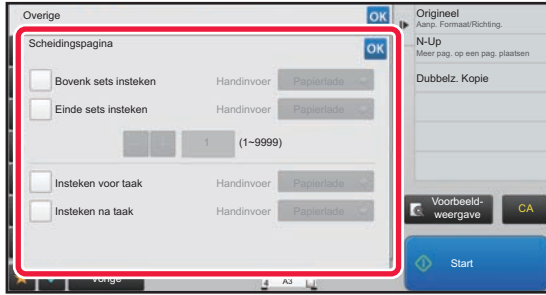 Overige
OK
Scheidingspagina
OK
Bovenk sets insteken
Handinvoer
Papierlade
Einde sets insteken
Handinvoer
Papierlade
1
(1~9999)
Insteken voor taak
Handinvoer
Papierlade
Insteken na taak
Handinvoer
Papierlade
Vorige
A3
Origineel
Aanp. Formaat/Richting.
N-Up
Meer pag. op een pag. plaatsen
Dubbelz. Kopie
Voorbeeld-
weergave
CA
Start